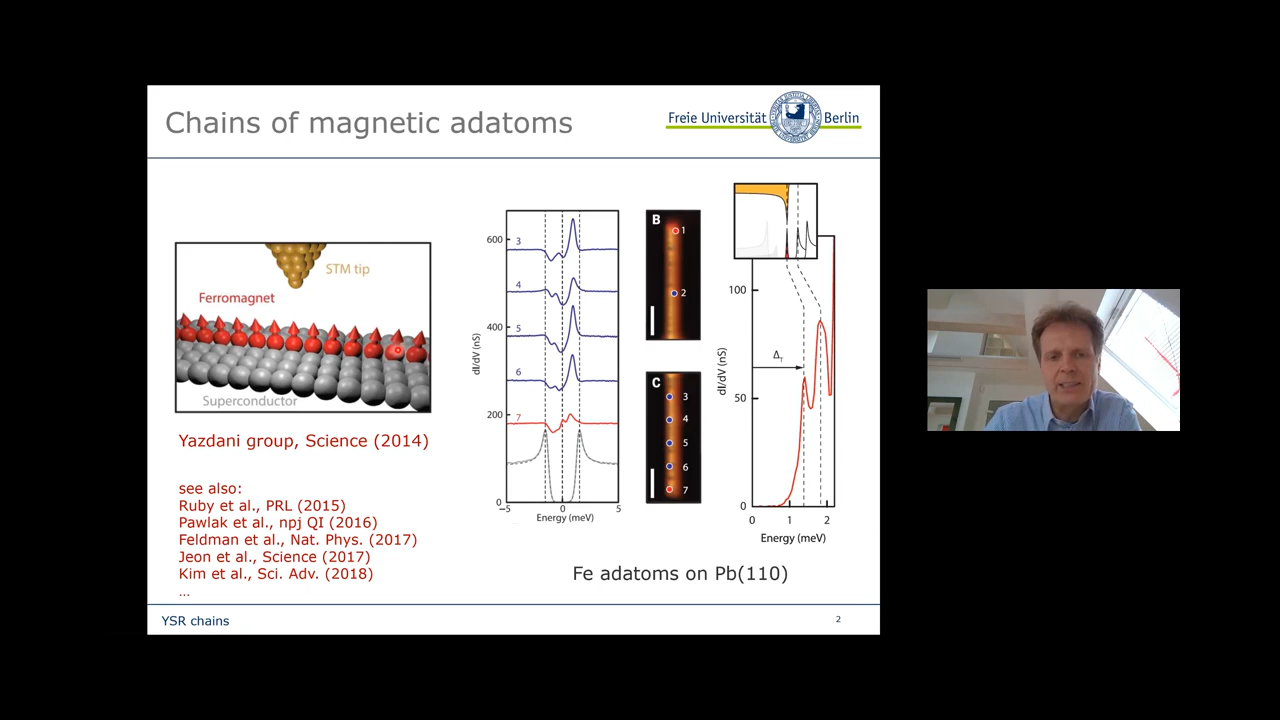 Chains of magnetic adatoms
Freie Universität Berlin
STM tip
Ferromagnet
Superconductor
Yazdani group, Science (2014)
see also:
Ruby et al., PRL (2015)
Pawlak et al., npj QI (2016)
Feldman et al., Nat. Phys. (2017)
Jeon et al., Science (2017)
Kim et al., Sci. Adv. (2018)
...
600
400
200
0
dI/dV (nS)
3
4
5
6
7
−5
0
5
Energy (meV)
B
1
2
C
3
4
5
6
7
100
50
0
dI/dV (nS)
ΔT
0
1
2
Energy (meV)
Fe adatoms on Pb(110)
YSR chains
2